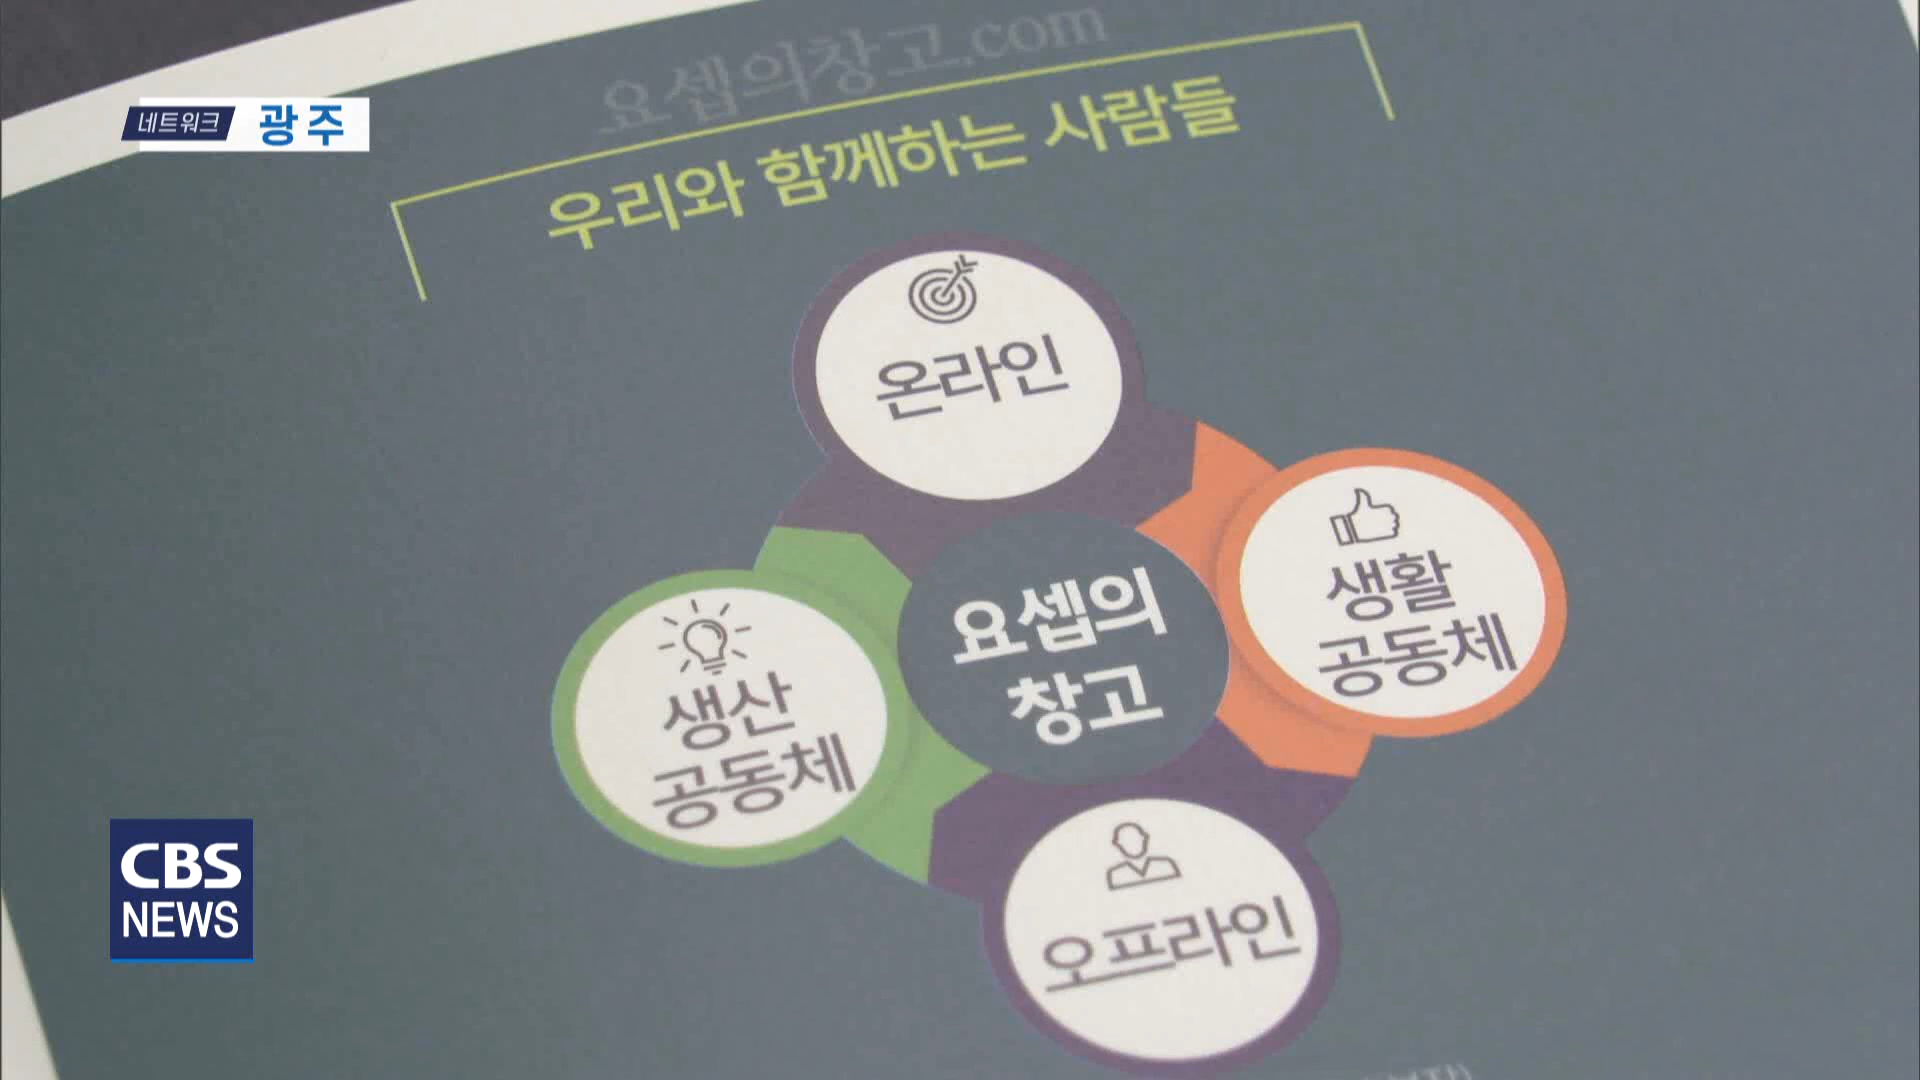 요셉의창고.com
네트워크 광주
우리와 함께하는 사람들
온라인
생활
공동체
요셉의
창고
생산
공동체
오프라인
CBS
NEWS